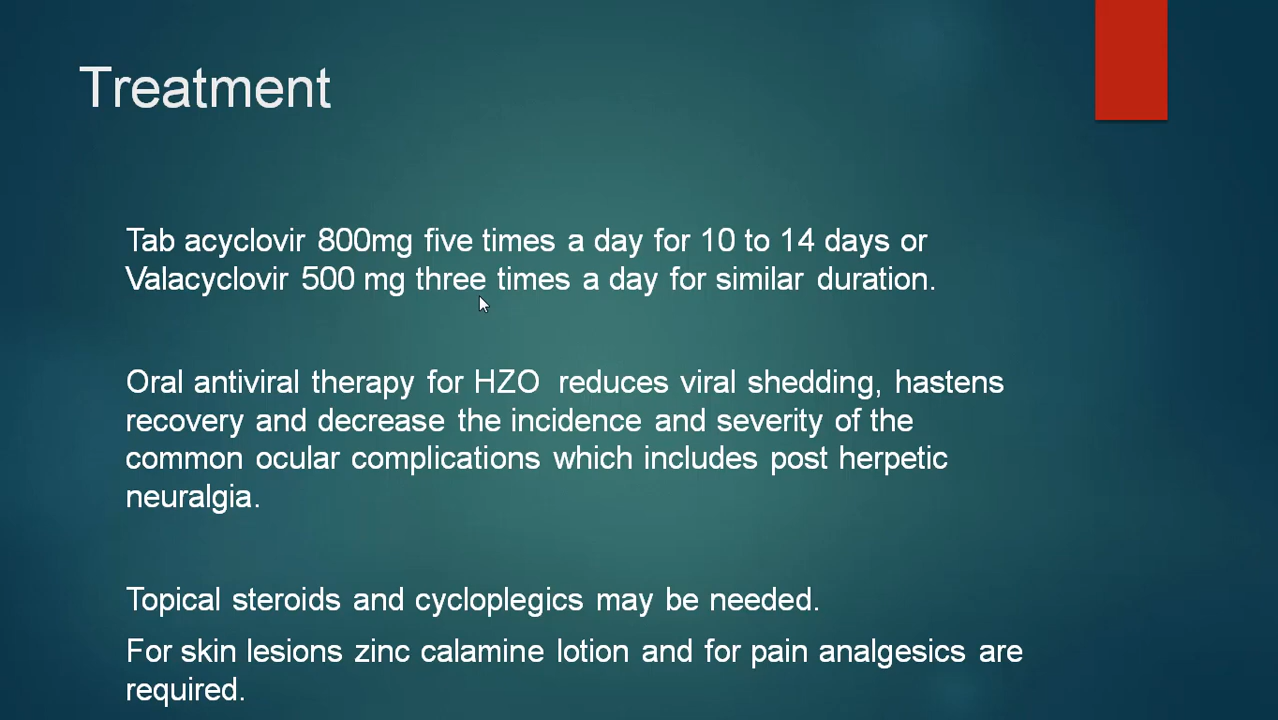 Treatment
Tab acyclovir 800mg five times a day for 10 to 14 days or
Valacyclovir 500 mg three times a day for similar duration.
Oral antiviral therapy for HZO reduces viral shedding, hastens
recovery and decrease the incidence and severity of the
common ocular complications which includes post herpetic
neuralgia.
Topical steroids and cycloplegics may be needed.
For skin lesions zinc calamine lotion and for pain analgesics are
required.